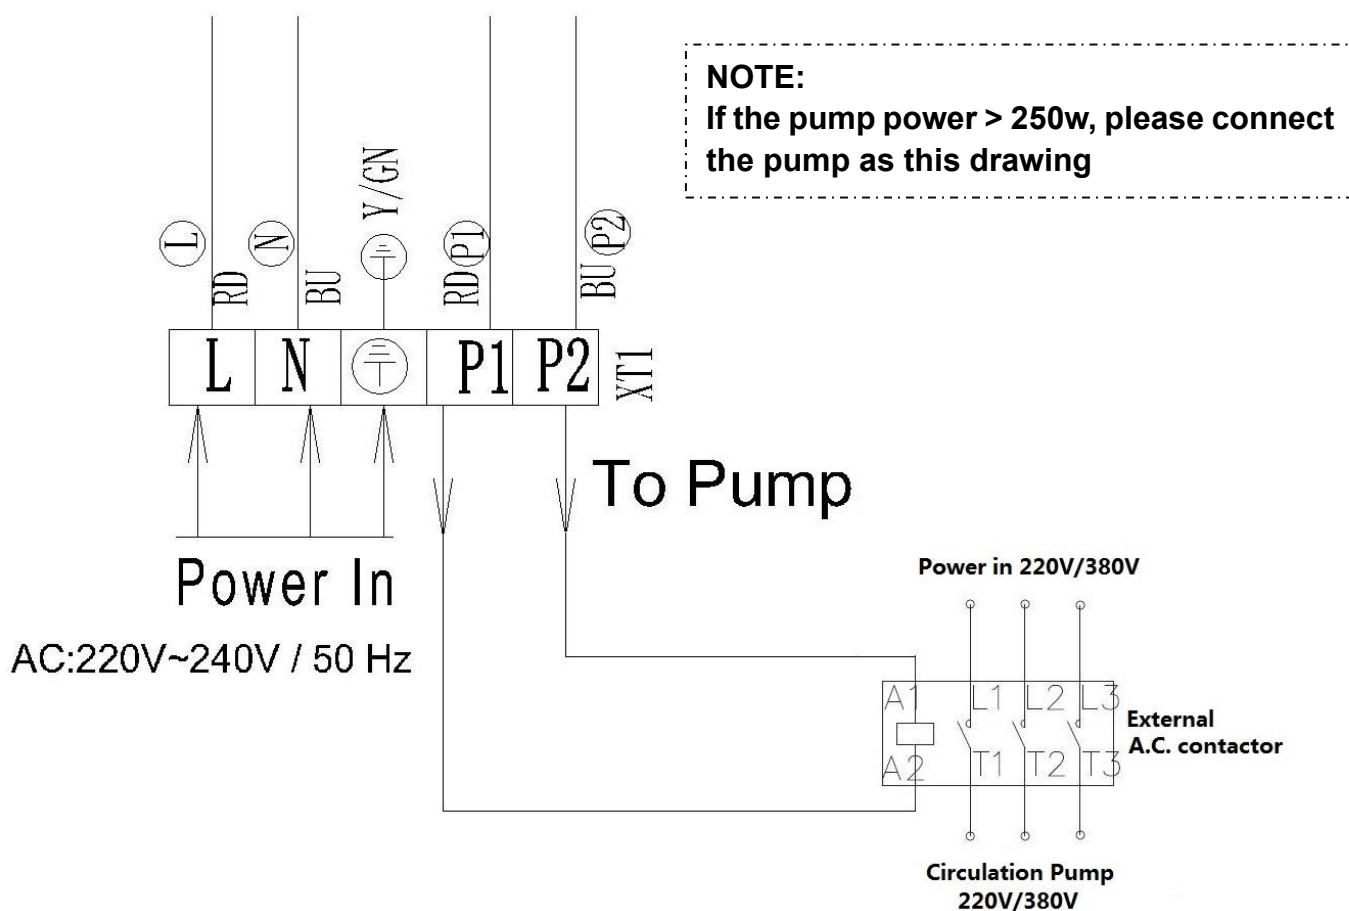 NOTE:
If the pump power > 250w, please connect
the pump as this drawing
L
RD
N
BU
Y/GN
RD
P1
BU
P2
L N P1 P2
XT1
To Pump
Power In
AC:220V~240V / 50 Hz
Power in 220V/380V
A1 L1 L2 L3
A2 T1 T2 T3
External
A.C. contactor
Circulation Pump
220V/380V